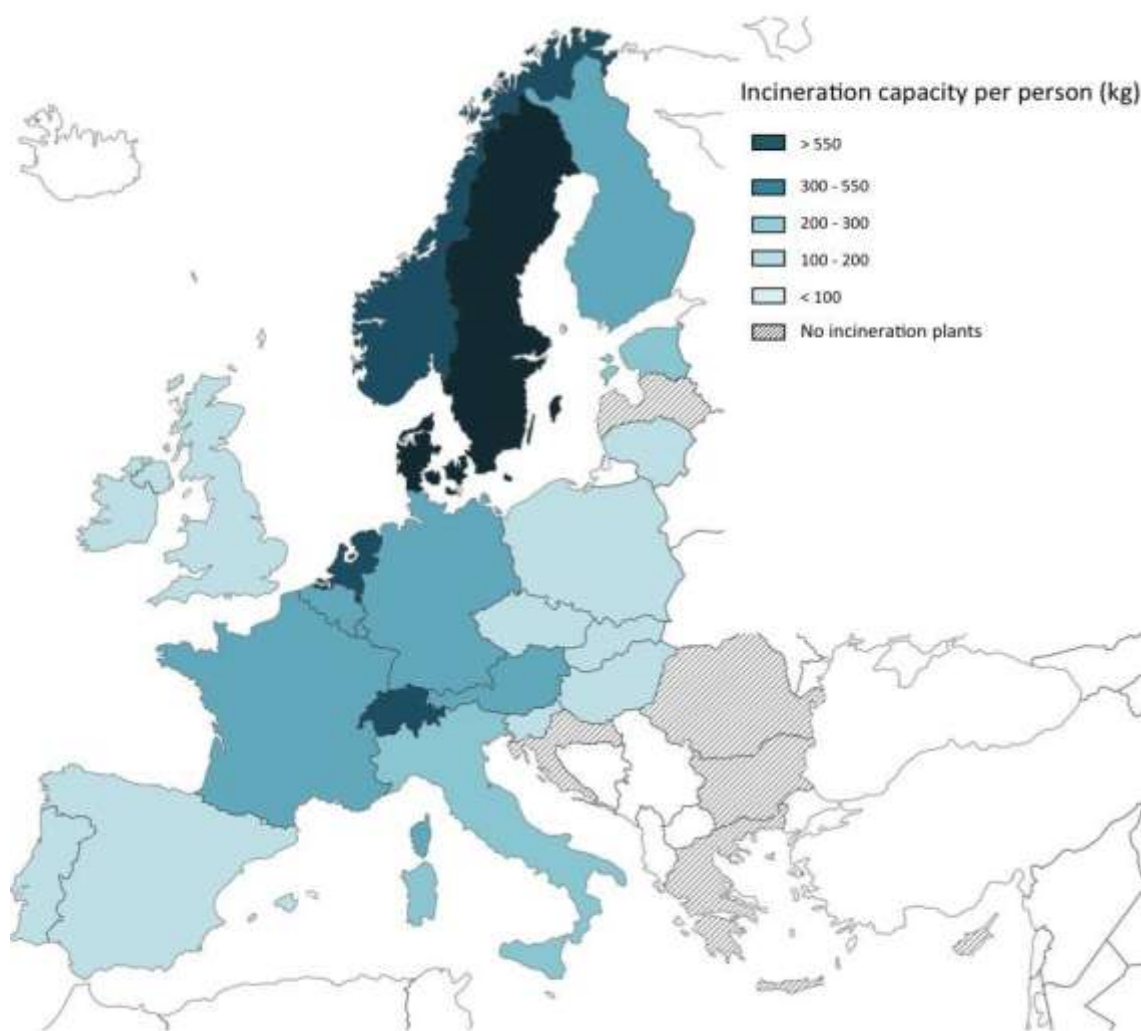 Incineration capacity per person (kg)
> 550
300 - 550
200 - 300
100 - 200
< 100
No incineration plants